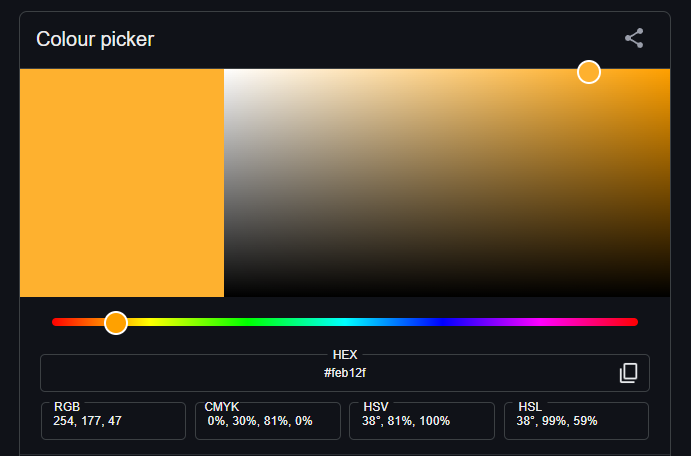 Colour picker
HEX
#feb12f
RGB
254, 177, 47
CMYK
0%, 30%, 81%, 0%
HSV
38°, 81%, 100%
HSL
38°, 99%, 59%